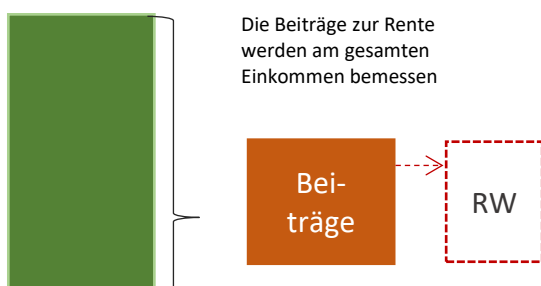 Die Beiträge zur Rente
werden am gesamten
Einkommen bemessen
Bei-
träge
RW